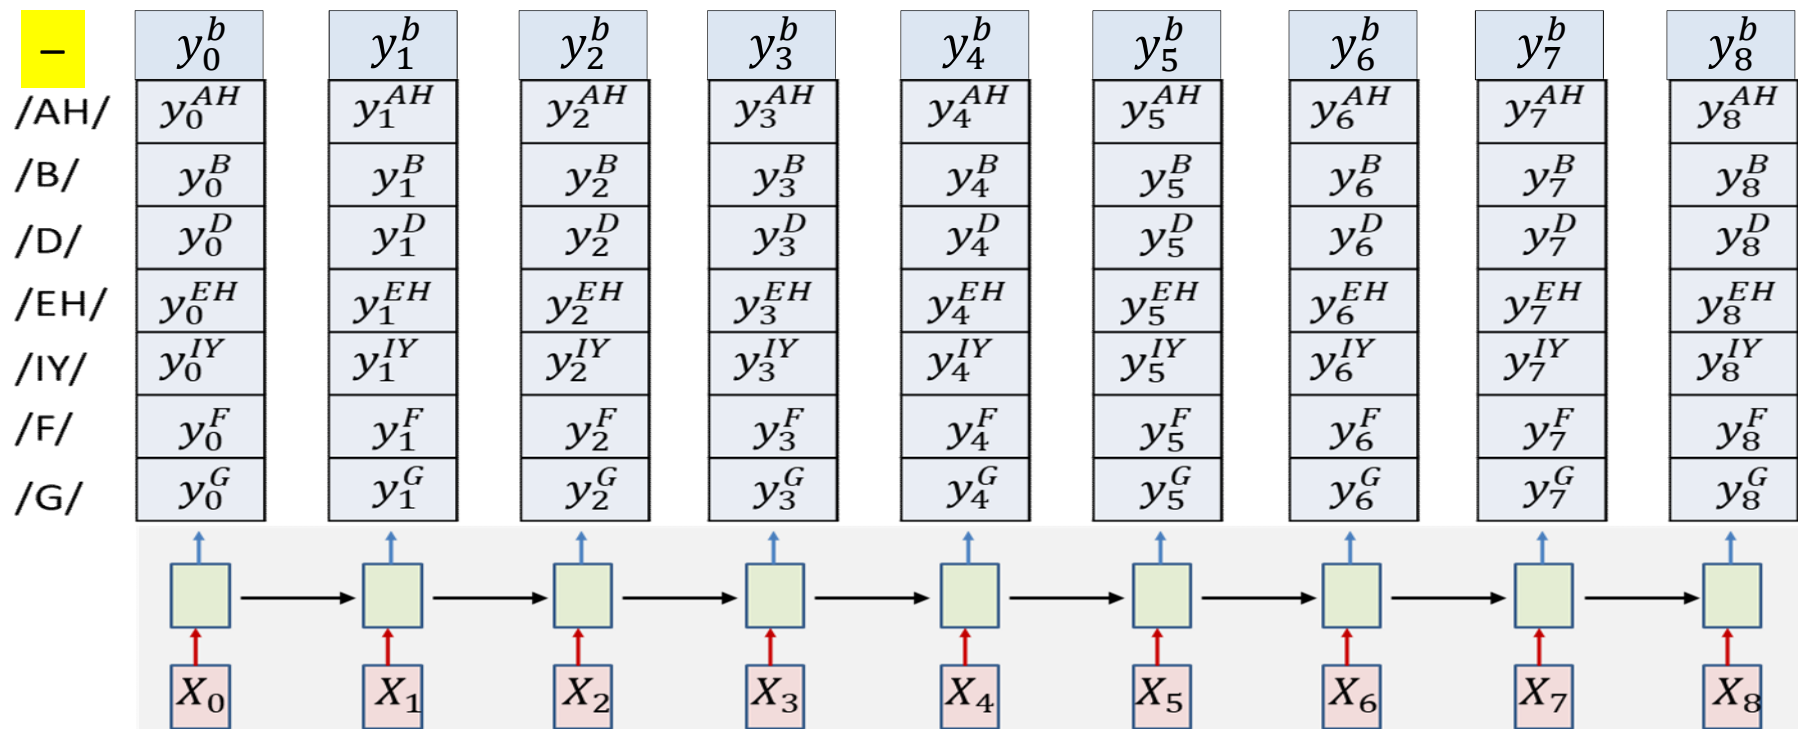 – y_0^b y_1^b y_2^b y_3^b y_4^b y_5^b y_6^b y_7^b y_8^b
/AH/ y_0^{AH} y_1^{AH} y_2^{AH} y_3^{AH} y_4^{AH} y_5^{AH} y_6^{AH} y_7^{AH} y_8^{AH}
/B/ y_0^B y_1^B y_2^B y_3^B y_4^B y_5^B y_6^B y_7^B y_8^B
/D/ y_0^D y_1^D y_2^D y_3^D y_4^D y_5^D y_6^D y_7^D y_8^D
/EH/ y_0^{EH} y_1^{EH} y_2^{EH} y_3^{EH} y_4^{EH} y_5^{EH} y_6^{EH} y_7^{EH} y_8^{EH}
/IY/ y_0^{IY} y_1^{IY} y_2^{IY} y_3^{IY} y_4^{IY} y_5^{IY} y_6^{IY} y_7^{IY} y_8^{IY}
/F/ y_0^F y_1^F y_2^F y_3^F y_4^F y_5^F y_6^F y_7^F y_8^F
/G/ y_0^G y_1^G y_2^G y_3^G y_4^G y_5^G y_6^G y_7^G y_8^G
X_0 X_1 X_2 X_3 X_4 X_5 X_6 X_7 X_8